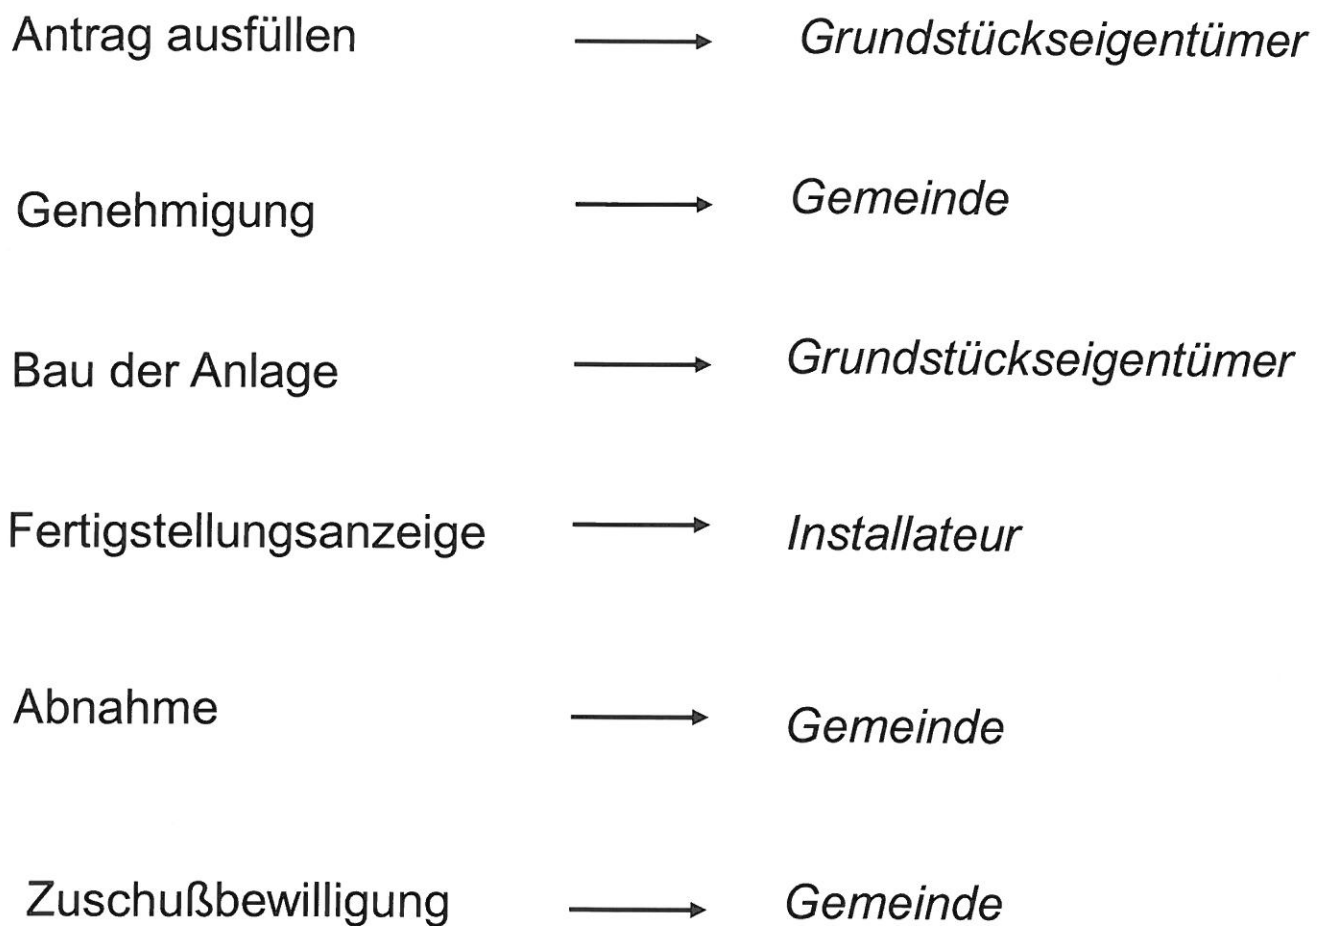 Antrag ausfüllen Grundstückseigentümer
Genehmigung Gemeinde
Bau der Anlage Grundstückseigentümer
Fertigstellungsanzeige Installateur
Abnahme Gemeinde
Zuschußbewilligung Gemeinde